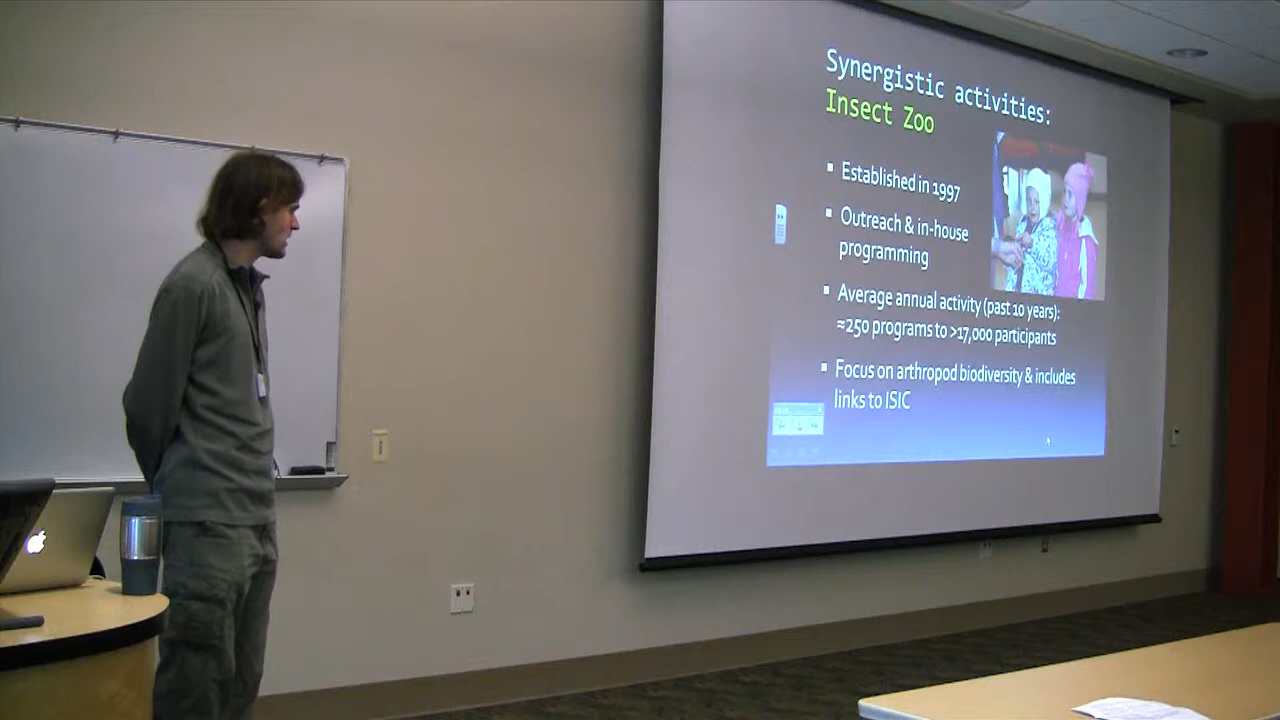 Synergistic activities:
Insect Zoo
▪ Established in 1997
▪ Outreach & in-house
programming
▪ Average annual activity (past 10 years):
≈250 programs to >17,000 participants
▪ Focus on arthropod biodiversity & includes
links to ISIC